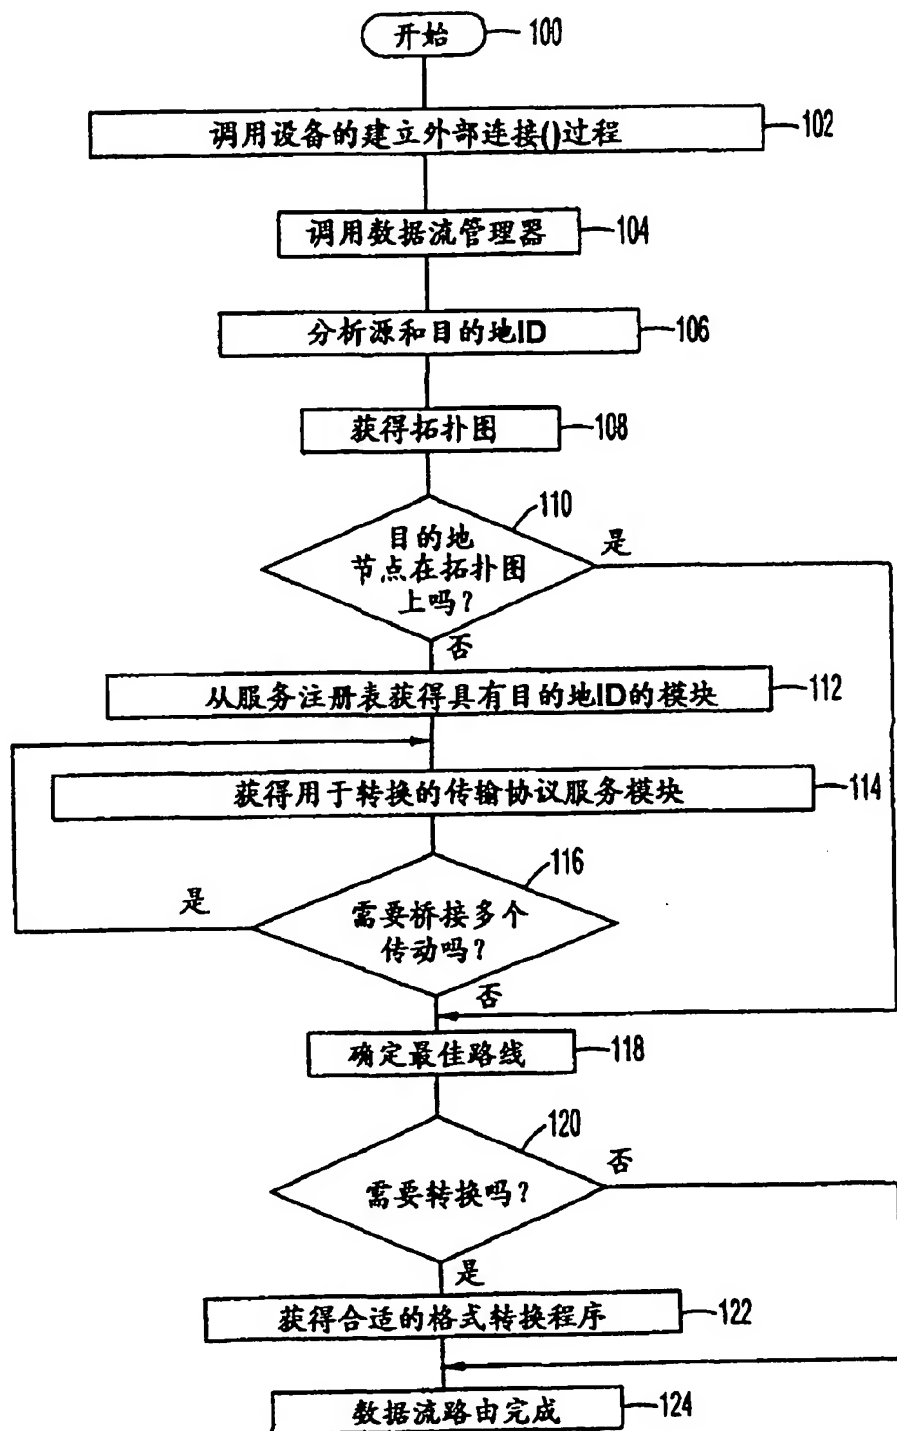 开始
100
调用设备的建立外部连接()过程
102
调用数据流管理器
104
分析源和目的地ID
106
获得拓扑图
108
110
目的地
节点在拓扑图
上吗?
是
否
从服务注册表获得具有目的地ID的模块
112
获得用于转换的传输协议服务模块
114
116
是
需要桥接多个
传动吗?
否
确定最佳路线
118
120
否
需要转换吗?
是
获得合适的格式转换程序
122
数据流路由完成
124